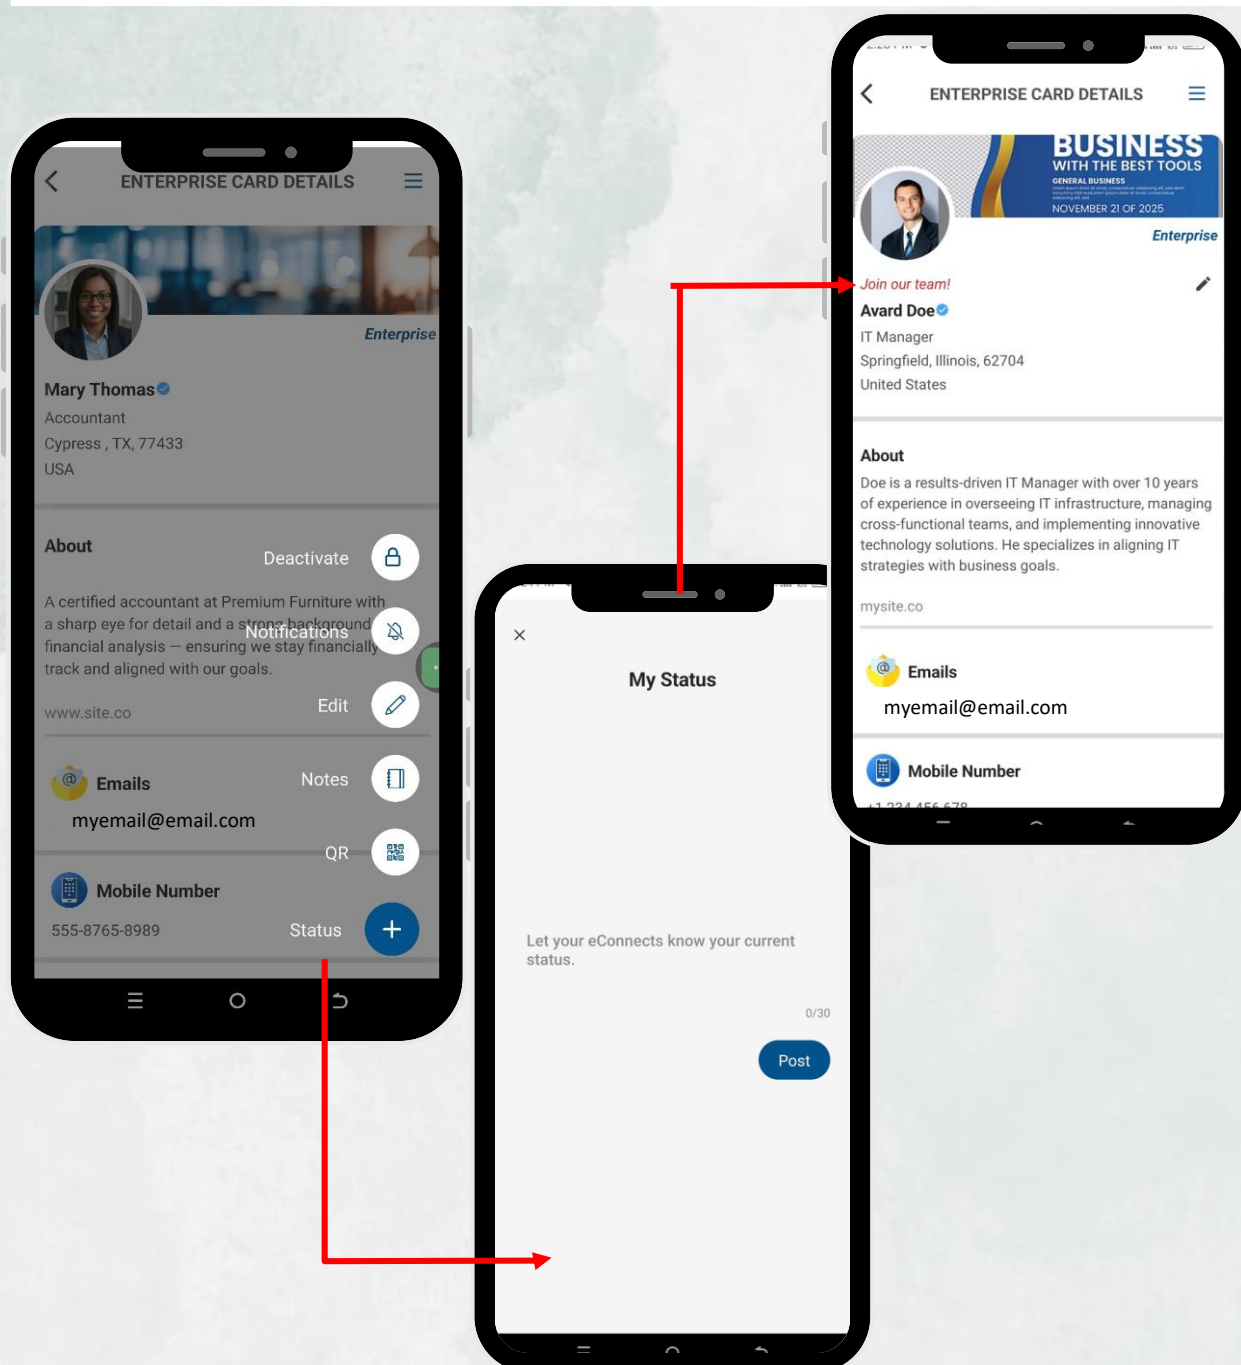 ENTERPRISE CARD DETAILS
Enterprise
Mary Thomas
Accountant
Cypress , TX, 77433
USA
About
A certified accountant at Premium Furniture with
a sharp eye for detail and a strong background
financial analysis — ensuring we stay financially
track and aligned with our goals.
www.site.co
Emails
myemail@email.com
Mobile Number
555-8765-8989
Deactivate
Notifications
Edit
Notes
QR
Status
My Status
Let your eConnects know your current
status.
0/30
Post
ENTERPRISE CARD DETAILS
BUSINESS
WITH THE BEST TOOLS
GENERAL BUSINESS
NOVEMBER 21 OF 2025
Enterprise
Join our team!
Avard Doe
IT Manager
Springfield, Illinois, 62704
United States
About
Doe is a results-driven IT Manager with over 10 years
of experience in overseeing IT infrastructure, managing
cross-functional teams, and implementing innovative
technology solutions. He specializes in aligning IT
strategies with business goals.
mysite.co
Emails
myemail@email.com
Mobile Number
+1 234 456 678